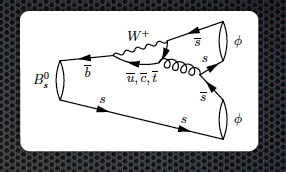 W⁺
s̅
ϕ
b̅
u̅, c̅, t̅
s
B⁰ₛ
s̅
s
s
ϕ